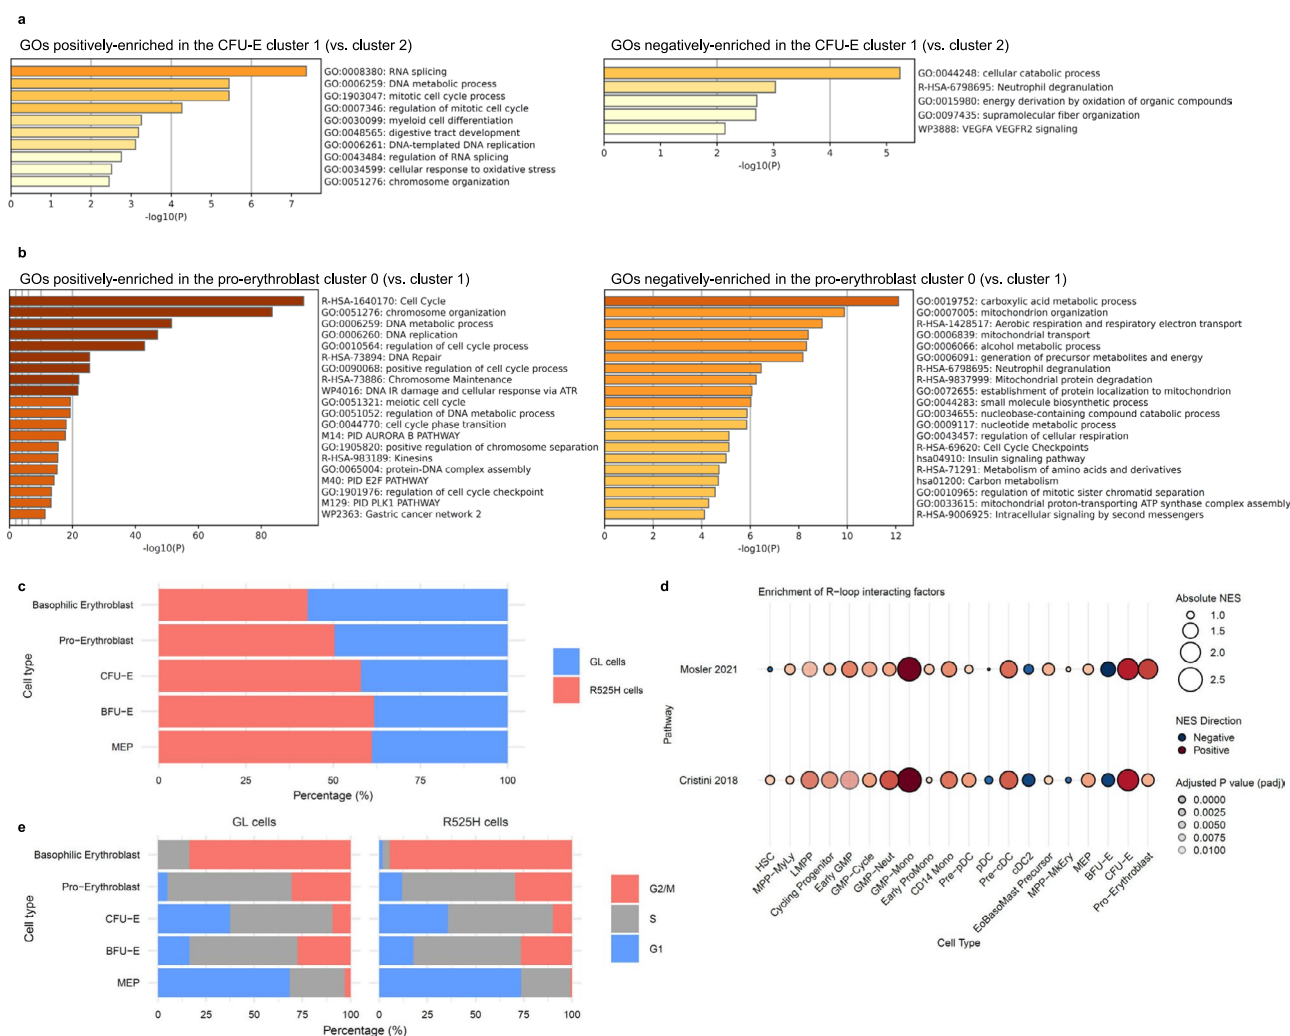 a
GOs positively-enriched in the CFU-E cluster 1 (vs. cluster 2)
GO:0008380: RNA splicing
GO:0006259: DNA metabolic process
GO:1903047: mitotic cell cycle process
GO:0007346: regulation of mitotic cell cycle
GO:0030099: myeloid cell differentiation
GO:0048565: digestive tract development
GO:0006261: DNA-templated DNA replication
GO:0043484: regulation of RNA splicing
GO:0034599: cellular response to oxidative stress
GO:0051276: chromosome organization
0 1 2 3 4 5 6 7
-log10(P)
GOs negatively-enriched in the CFU-E cluster 1 (vs. cluster 2)
GO:0044248: cellular catabolic process
R-HSA-6798695: Neutrophil degranulation
GO:0015980: energy derivation by oxidation of organic compounds
GO:0097435: supramolecular fiber organization
WP3888: VEGFA VEGFR2 signaling
0 1 2 3 4 5
-log10(P)
b
GOs positively-enriched in the pro-erythroblast cluster 0 (vs. cluster 1)
R-HSA-1640170: Cell Cycle
GO:0051276: chromosome organization
GO:0006259: DNA metabolic process
GO:0006260: DNA replication
GO:0010564: regulation of cell cycle process
R-HSA-73894: DNA Repair
GO:0090068: positive regulation of cell cycle process
R-HSA-73886: Chromosome Maintenance
WP4016: DNA IR damage and cellular response via ATR
GO:0051321: meiotic cell cycle
GO:0051052: regulation of DNA metabolic process
GO:0044770: cell cycle phase transition
M14: PID AURORA B PATHWAY
GO:1905820: positive regulation of chromosome separation
R-HSA-983189: Kinesins
GO:0065004: protein-DNA complex assembly
M40: PID E2F PATHWAY
GO:1901976: regulation of cell cycle checkpoint
M129: PID PLK1 PATHWAY
WP2363: Gastric cancer network 2
0 20 40 60 80
-log10(P)
GOs negatively-enriched in the pro-erythroblast cluster 0 (vs. cluster 1)
GO:0019752: carboxylic acid metabolic process
GO:0007005: mitochondrion organization
R-HSA-1428517: Aerobic respiration and respiratory electron transport
GO:0006839: mitochondrial transport
GO:0006066: alcohol metabolic process
GO:0006091: generation of precursor metabolites and energy
R-HSA-6798695: Neutrophil degranulation
R-HSA-9837999: Mitochondrial protein degradation
GO:0072655: establishment of protein localization to mitochondrion
GO:0044283: small molecule biosynthetic process
GO:0034655: nucleobase-containing compound catabolic process
GO:0009117: nucleotide metabolic process
GO:0043457: regulation of cellular respiration
R-HSA-69620: Cell Cycle Checkpoints
hsa04910: Insulin signaling pathway
R-HSA-71291: Metabolism of amino acids and derivatives
hsa01200: Carbon metabolism
GO:0010965: regulation of mitotic sister chromatid separation
GO:0033615: mitochondrial proton-transporting ATP synthase complex assembly
R-HSA-9006925: Intracellular signaling by second messengers
0 2 4 6 8 10 12
-log10(P)
c
Cell type
Basophilic Erythroblast
Pro-Erythroblast
CFU-E
BFU-E
MEP
0 25 50 75 100
Percentage (%)
GL cells
R525H cells
d
Enrichment of R-loop interacting factors
Pathway
Mosler 2021
Cristini 2018
HSC
MPP-MyLy
LMPP
Cycling Progenitor
Early GMP
GMP-Cycle
GMP-Neut
GMP-Mono
Early ProMono
CD14 Mono
Pre-pDC
pDC
Pre-cDC
cDC2
EoBasoMast Precursor
MPP-MkEry
MEP
BFU-E
CFU-E
Pro-Erythroblast
Cell Type
Absolute NES
1.0
1.5
2.0
2.5
NES Direction
Negative
Positive
Adjusted P value (padj)
0.0000
0.0025
0.0050
0.0075
0.0100
e
GL cells
R525H cells
Cell type
Basophilic Erythroblast
Pro-Erythroblast
CFU-E
BFU-E
MEP
0 25 50 75 100
0 25 50 75 100
Percentage (%)
G2/M
S
G1